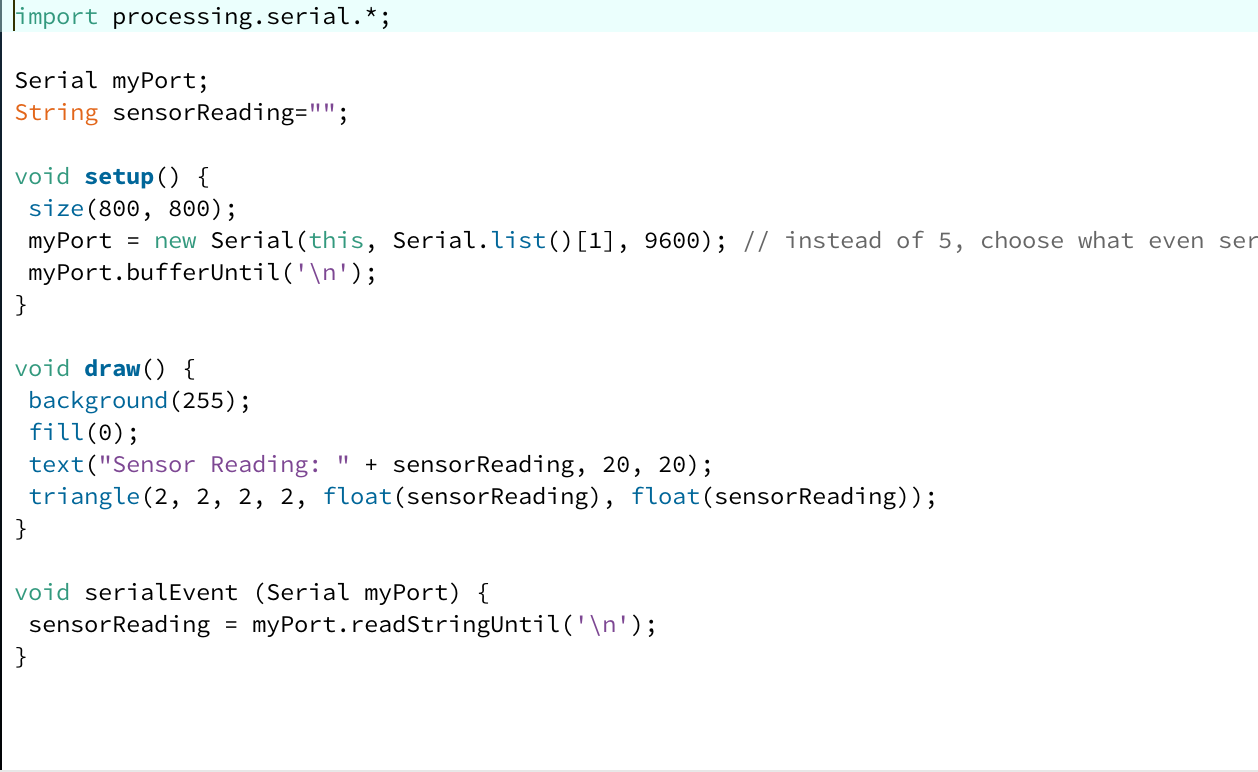 import processing.serial.*;
Serial myPort;
String sensorReading="";
void setup() {
size(800, 800);
myPort = new Serial(this, Serial.list()[1], 9600); // instead of 5, choose what even ser
myPort.bufferUntil('\n');
}
void draw() {
background(255);
fill(0);
text("Sensor Reading: " + sensorReading, 20, 20);
triangle(2, 2, 2, 2, float(sensorReading), float(sensorReading));
}
void serialEvent (Serial myPort) {
sensorReading = myPort.readStringUntil('\n');
}